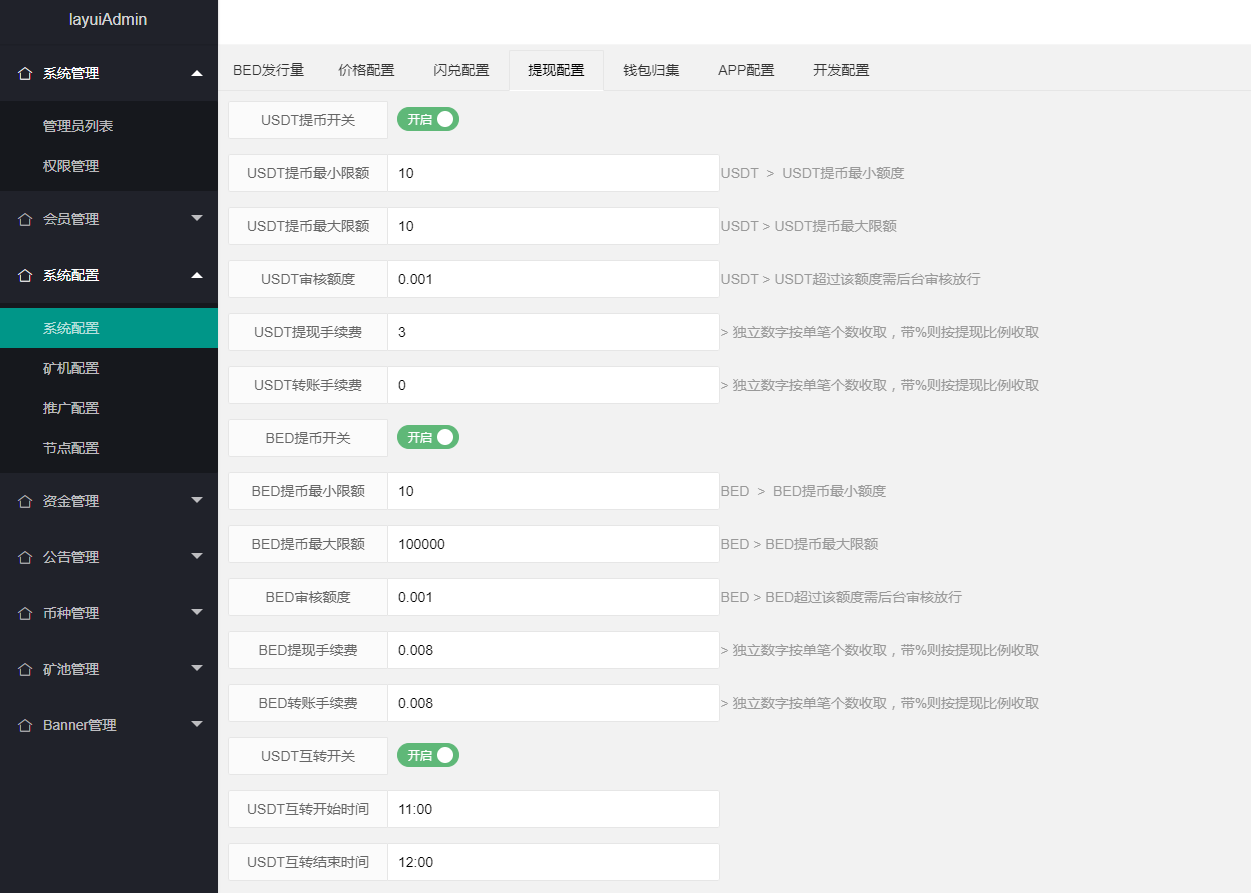 layuiAdmin
系统管理
管理员列表
权限管理
会员管理
系统配置
系统配置
矿机配置
推广配置
节点配置
资金管理
公告管理
币种管理
矿池管理
Banner管理
BED发行量 价格配置 闪兑配置 提现配置 钱包归集 APP配置 开发配置
USDT提币开关 开启
USDT提币最小限额 10 USDT > USDT提币最小额度
USDT提币最大限额 10 USDT > USDT提币最大限额
USDT审核额度 0.001 USDT > USDT超过该额度需后台审核放行
USDT提现手续费 3 > 独立数字按单笔个数收取，带%则按提现比例收取
USDT转账手续费 0 > 独立数字按单笔个数收取，带%则按提现比例收取
BED提币开关 开启
BED提币最小限额 10 BED > BED提币最小额度
BED提币最大限额 100000 BED > BED提币最大限额
BED审核额度 0.001 BED > BED超过该额度需后台审核放行
BED提现手续费 0.008 > 独立数字按单笔个数收取，带%则按提现比例收取
BED转账手续费 0.008 > 独立数字按单笔个数收取，带%则按提现比例收取
USDT互转开关 开启
USDT互转开始时间 11:00
USDT互转结束时间 12:00